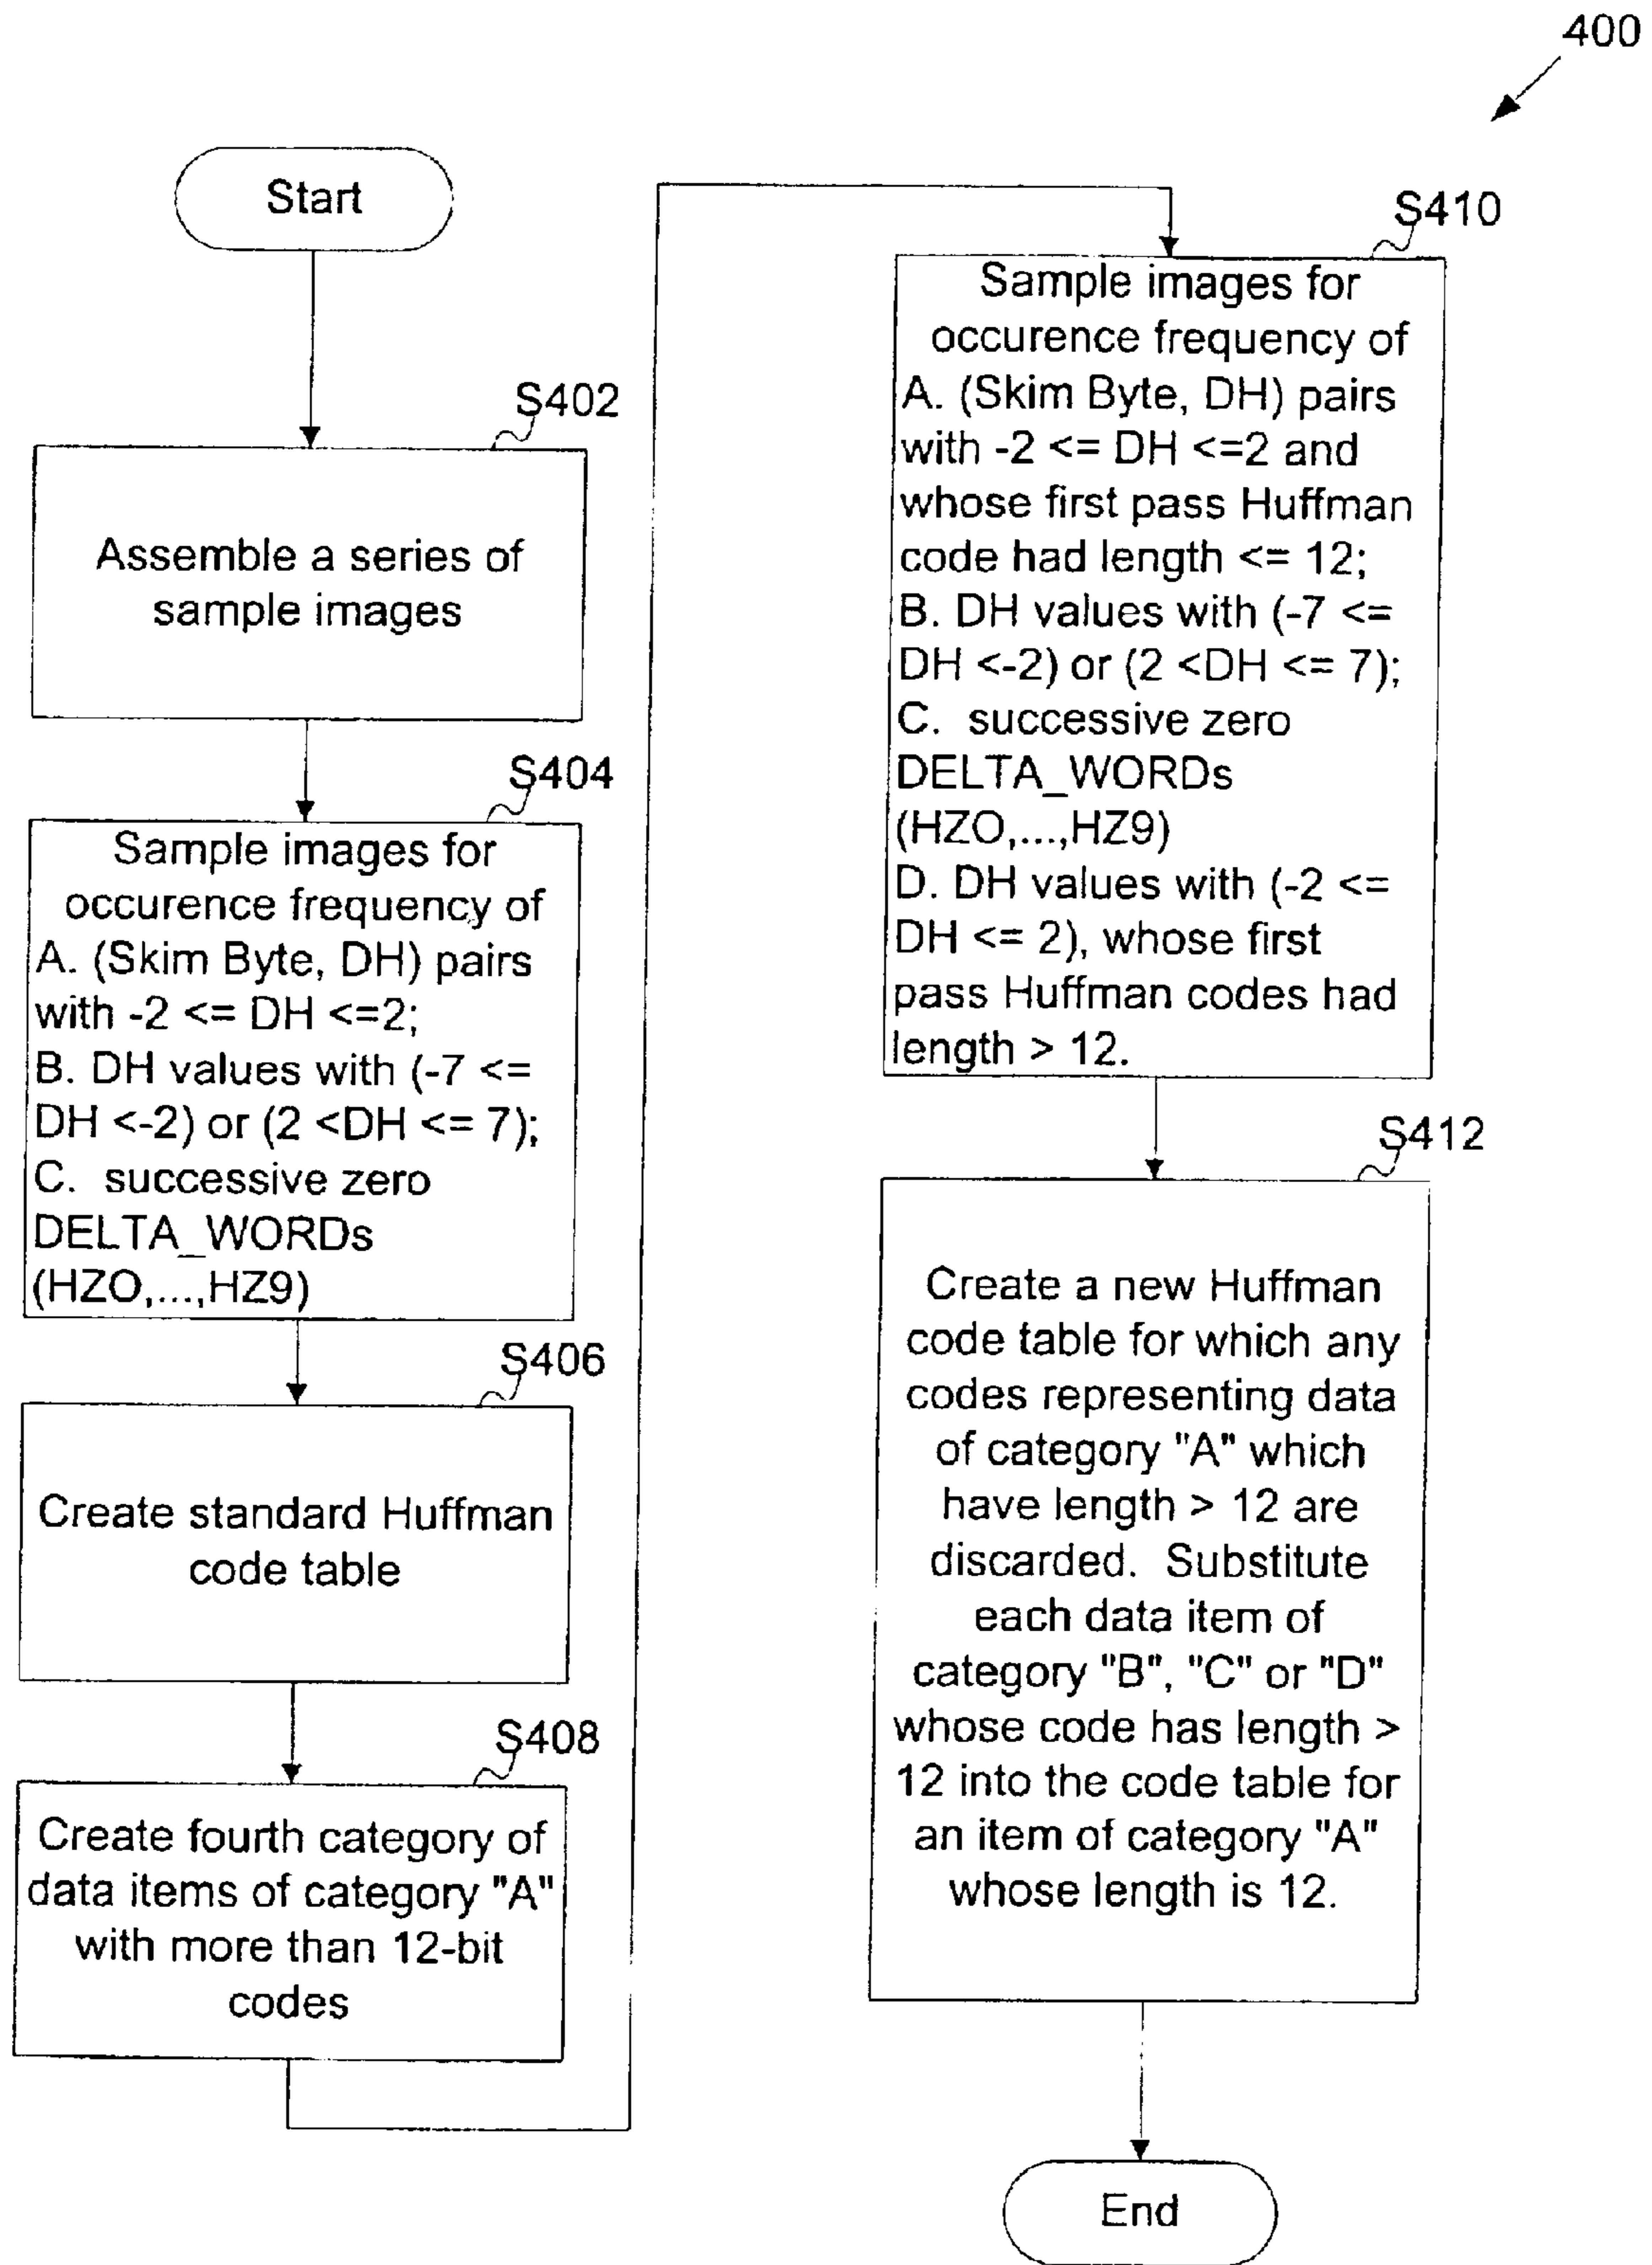 400
Start
S402
Assemble a series of
sample images
S404
Sample images for
occurence frequency of
A. (Skim Byte, DH) pairs
with -2 <= DH <=2;
B. DH values with (-7 <=
DH <-2) or (2 <DH <= 7);
C. successive zero
DELTA_WORDs
(HZO,...,HZ9)
S406
Create standard Huffman
code table
S408
Create fourth category of
data items of category "A"
with more than 12-bit
codes
S410
Sample images for
occurence frequency of
A. (Skim Byte, DH) pairs
with -2 <= DH <=2 and
whose first pass Huffman
code had length <= 12;
B. DH values with (-7 <=
DH <-2) or (2 <DH <= 7);
C. successive zero
DELTA_WORDs
(HZO,...,HZ9)
D. DH values with (-2 <=
DH <= 2), whose first
pass Huffman codes had
length > 12.
S412
Create a new Huffman
code table for which any
codes representing data
of category "A" which
have length > 12 are
discarded. Substitute
each data item of
category "B", "C" or "D"
whose code has length >
12 into the code table for
an item of category "A"
whose length is 12.
End